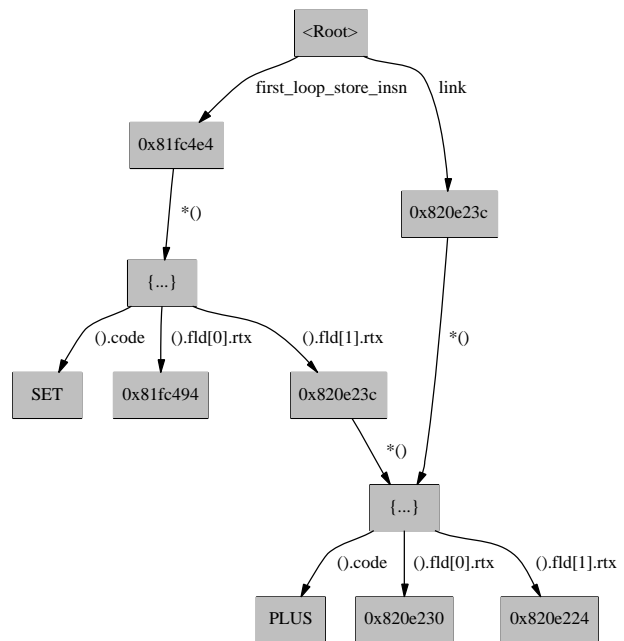 <Root>
first_loop_store_insn
link
0x81fc4e4
0x820e23c
*()
{...}
().code
().fld[0].rtx
().fld[1].rtx
*()
SET
0x81fc494
0x820e23c
*()
{...}
().code
().fld[0].rtx
().fld[1].rtx
PLUS
0x820e230
0x820e224